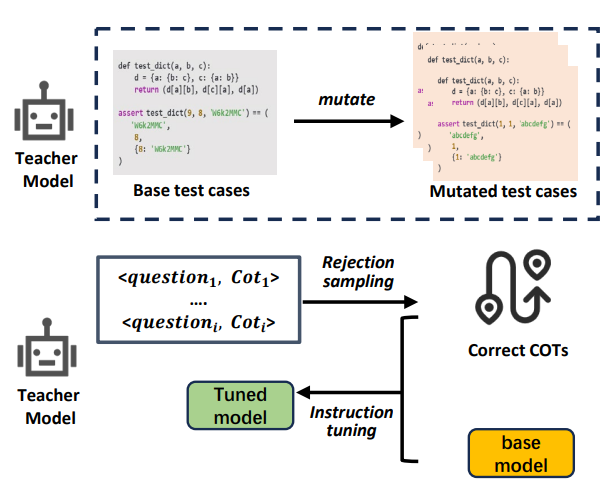 def test_dict(a, b, c):
d = {a: {b: c}, c: {a: b}}
return (d[a][b], d[c][a], d[a])
assert test_dict(9, 8, 'W6k2MMC') == (
'W6k2MMC',
8,
{8: 'W6k2MMC'}
)
Base test cases
mutate
def test_dict(a, b, c):
def test_dict(a, b, c):
d = {a: {b: c}, c: {a: b}}
return (d[a][b], d[c][a], d[a])
assert test_dict(1, 1, 'abcdefg') == (
'abcdefg',
1,
{1: 'abcdefg'}
)
Mutated test cases
Teacher
Model
<question₁, Cot₁>
....
<questionᵢ, Cotᵢ>
Rejection
sampling
Correct COTs
Teacher
Model
Tuned
model
Instruction
tuning
base
model